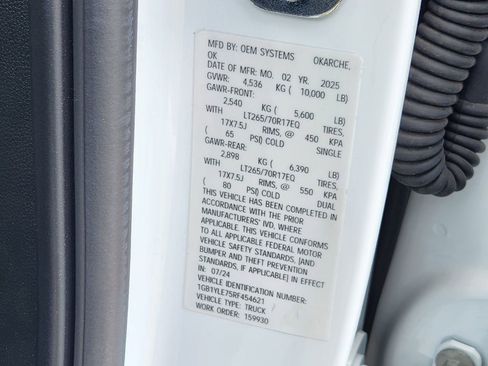 MFD BY: OEM SYSTEMS OKARCHE,
OK
DATE OF MFR: MO. 02 YR. 2025
GVWR: 4,536 KG ( 10,000 LB)
GAWR-FRONT:
2,540 KG ( 5,600 LB)
WITH LT265/70R17EQ TIRES,
17X7.5J RIMS, @ 450 KPA
( 65 PSI) COLD SINGLE
GAWR-REAR:
2,898 KG ( 6,390 LB)
WITH LT265/70R17EQ TIRES,
17X7.5J RIMS, @ 550 KPA
( 80 PSI) COLD DUAL
THIS VEHICLE HAS BEEN COMPLETED IN
ACCORDANCE WITH THE PRIOR
MANUFACTURERS' IVD, WHERE
APPLICABLE. THIS VEHICLE CONFORMS
TO ALL APPLICABLE FEDERAL MOTOR
VEHICLE SAFETY STANDARDS, [AND
BUMPER AND THEFT PREVENTION
STANDARDS, IF APPLICABLE] IN EFFECT
IN: 07/24
VEHICLE IDENTIFICATION NUMBER:
1GB1YLE75RF454621
VEHICLE TYPE: TRUCK
WORK ORDER: 159930